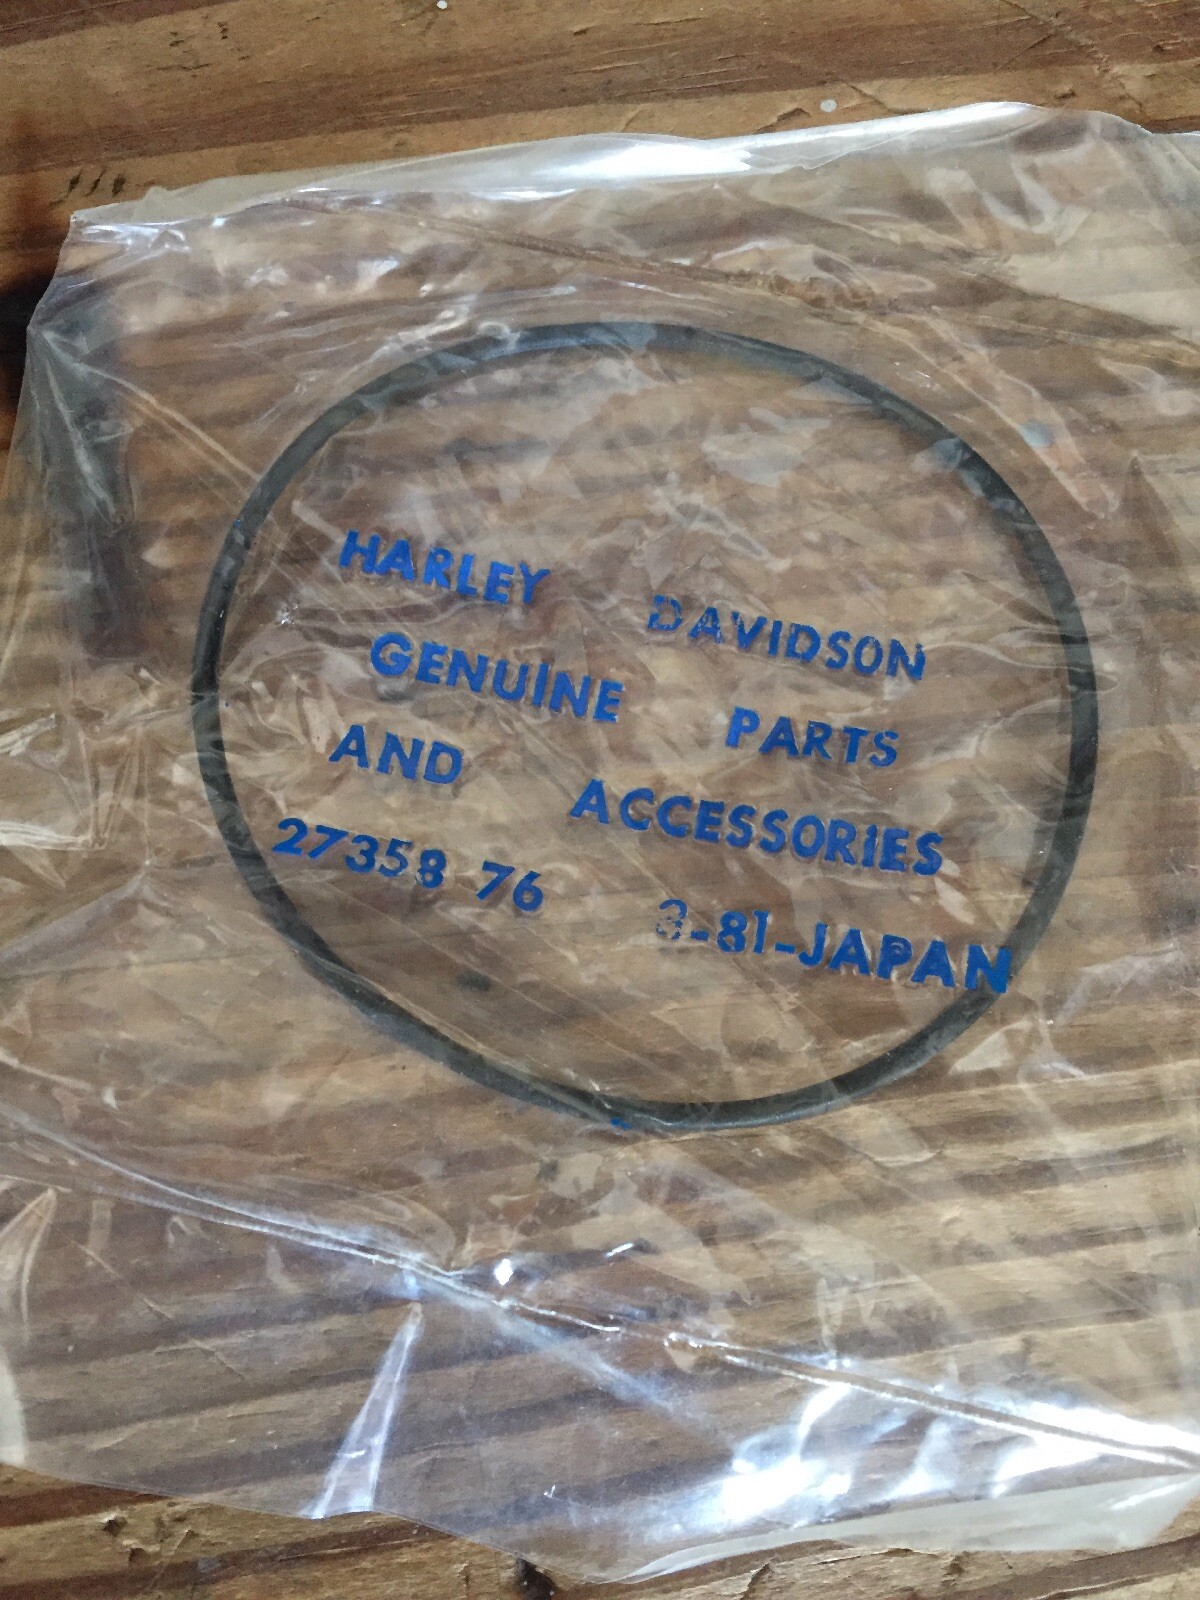 HARLEY DAVIDSON
GENUINE PARTS
AND ACCESSORIES
27358 76 3-81-JAPAN